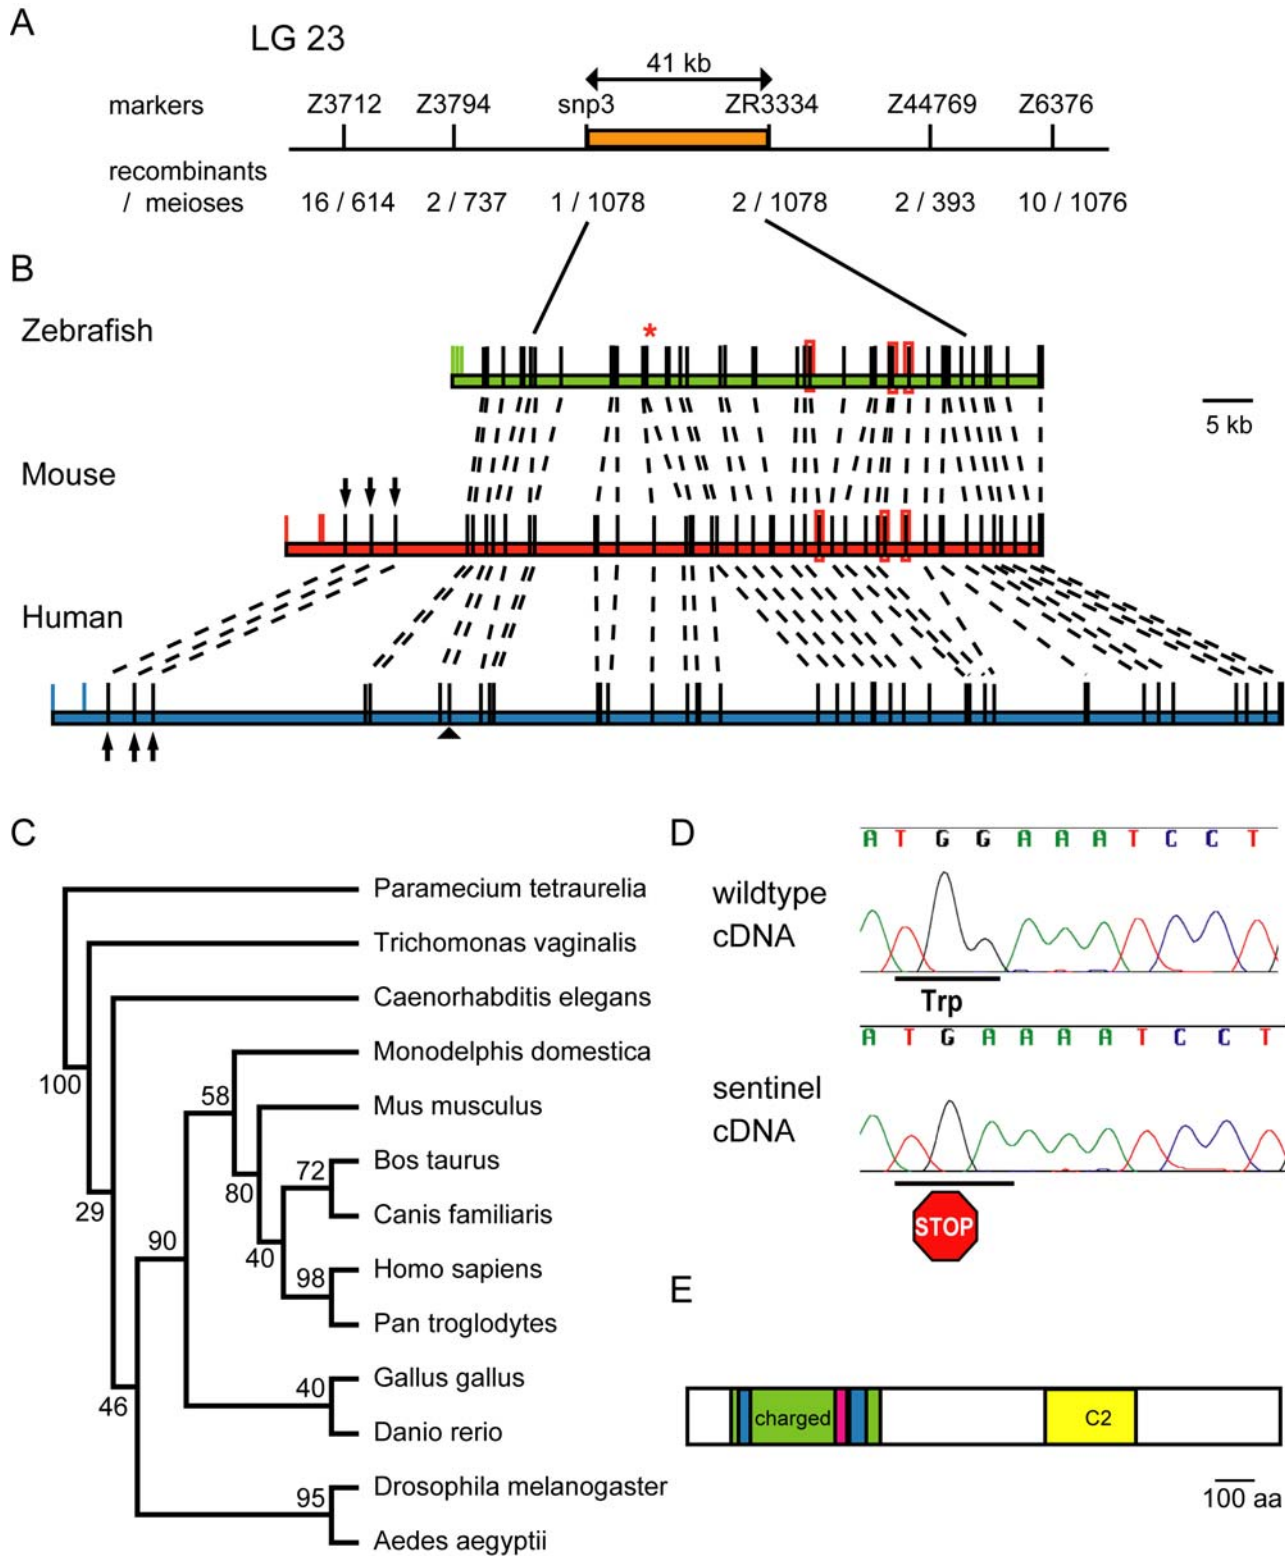 A
LG 23
41 kb
markers Z3712 Z3794 snp3 ZR3334 Z44769 Z6376
recombinants
/ meioses 16 / 614 2 / 737 1 / 1078 2 / 1078 2 / 393 10 / 1076
B
Zebrafish
*
5 kb
Mouse
Human
C
Paramecium tetraurelia
Trichomonas vaginalis
Caenorhabditis elegans
Monodelphis domestica
Mus musculus
Bos taurus
Canis familiaris
Homo sapiens
Pan troglodytes
Gallus gallus
Danio rerio
Drosophila melanogaster
Aedes aegyptii
100
29
46
90
58
80
40
72
98
40
95
D
A T G G A A A T C C T
wildtype
cDNA
Trp
A T G A A A A T C C T
sentinel
cDNA
STOP
E
charged
C2
100 aa